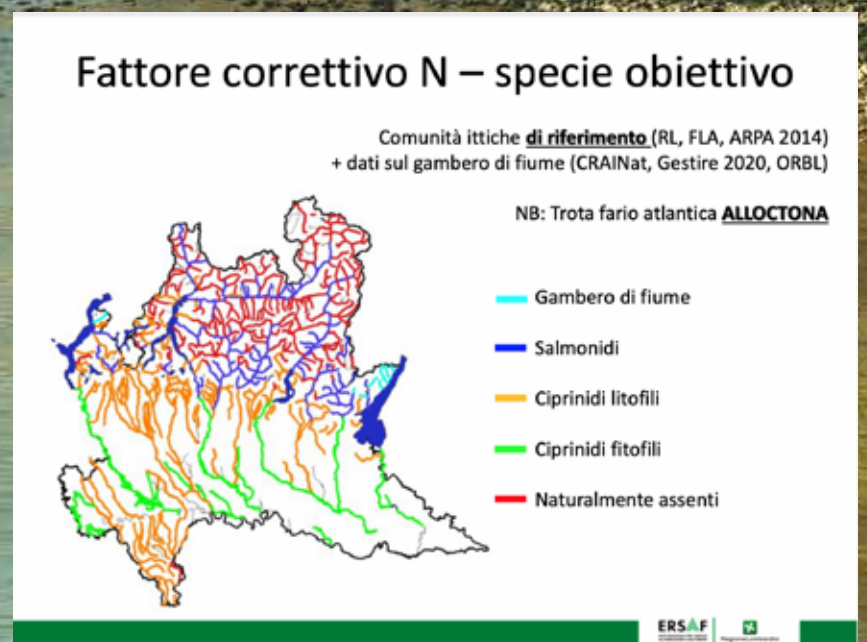 Fattore correttivo N – specie obiettivo
Comunità ittiche di riferimento (RL, FLA, ARPA 2014)
+ dati sul gambero di fiume (CRAINat, Gestire 2020, ORBL)
NB: Trota fario atlantica ALLOCTONA
Gambero di fiume
Salmonidi
Ciprinidi litofili
Ciprinidi fitofili
Naturalmente assenti
ERSAF